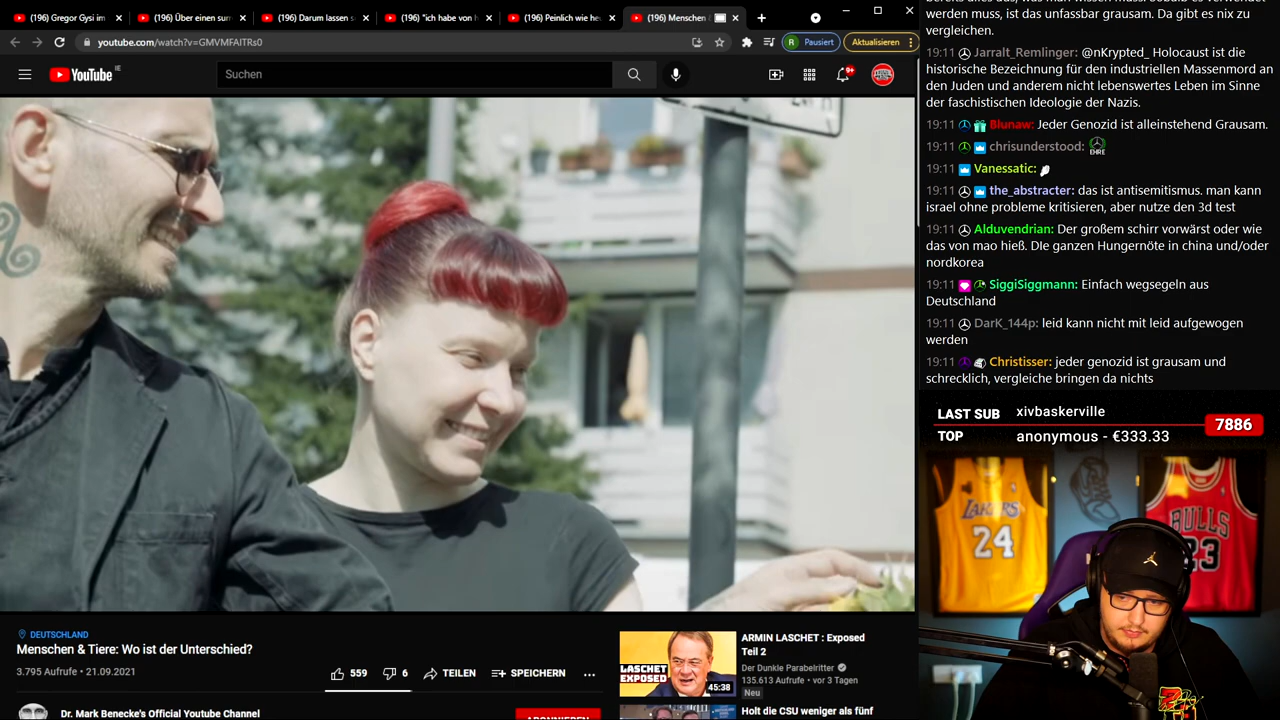 (196) Gregor Gysi im
(196) Über einen sur
(196) Darum lassen s
(196) "ich habe von h
(196) Peinlich wie he
(196) Menschen &
youtube.com/watch?v=GMVMFAITRs0
R Pausiert
Aktualisieren
YouTube IE
Suchen
9+
werden muss, ist das unfassbar grausam. Da gibt es nix zu
vergleichen.
19:11 Jarralt_Remlinger: @nKrypted_ Holocaust ist die
historische Bezeichnung für den industriellen Massenmord an
den Juden und anderem nicht lebenswertes Leben im Sinne
der faschistischen Ideologie der Nazis.
19:11 Blunaw: Jeder Genozid ist alleinstehend Grausam.
19:11 chrisunderstood: EHRE
19:11 Vanessatic:
19:11 the_abstracter: das ist antisemitismus. man kann
israel ohne probleme kritisieren, aber nutze den 3d test
19:11 Alduvendrian: Der großem schirr vorwärst oder wie
das von mao hieß. DIe ganzen Hungernöte in china und/oder
nordkorea
19:11 SiggiSiggmann: Einfach wegsegeln aus
Deutschland
19:11 DarK_144p: leid kann nicht mit leid aufgewogen
werden
19:11 Christisser: jeder genozid ist grausam und
schrecklich, vergleiche bringen da nichts
LAST SUB xivbaskerville
7886
TOP anonymous - €333.33
LAKERS
24
BULLS
23
DEUTSCHLAND
Menschen & Tiere: Wo ist der Unterschied?
3.795 Aufrufe • 21.09.2021
559
6
TEILEN
SPEICHERN
Dr. Mark Benecke's Official Youtube Channel
ABONNIEREN
LASCHET
EXPOSED
45:38
ARMIN LASCHET : Exposed
Teil 2
Der Dunkle Parabelritter
135.613 Aufrufe • vor 3 Tagen
Neu
Holt die CSU weniger als fünf